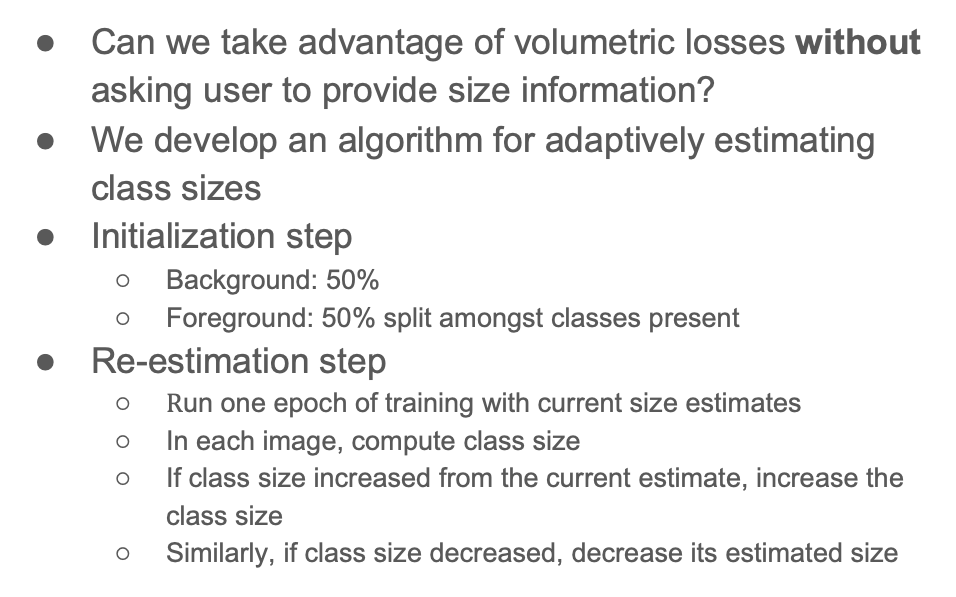 ● Can we take advantage of volumetric losses without
asking user to provide size information?
● We develop an algorithm for adaptively estimating
class sizes
● Initialization step
○ Background: 50%
○ Foreground: 50% split amongst classes present
● Re-estimation step
○ Run one epoch of training with current size estimates
○ In each image, compute class size
○ If class size increased from the current estimate, increase the
class size
○ Similarly, if class size decreased, decrease its estimated size